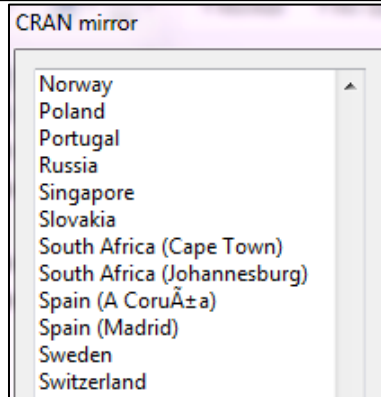 CRAN mirror
Norway
Poland
Portugal
Russia
Singapore
Slovakia
South Africa (Cape Town)
South Africa (Johannesburg)
Spain (A CoruÃ±a)
Spain (Madrid)
Sweden
Switzerland